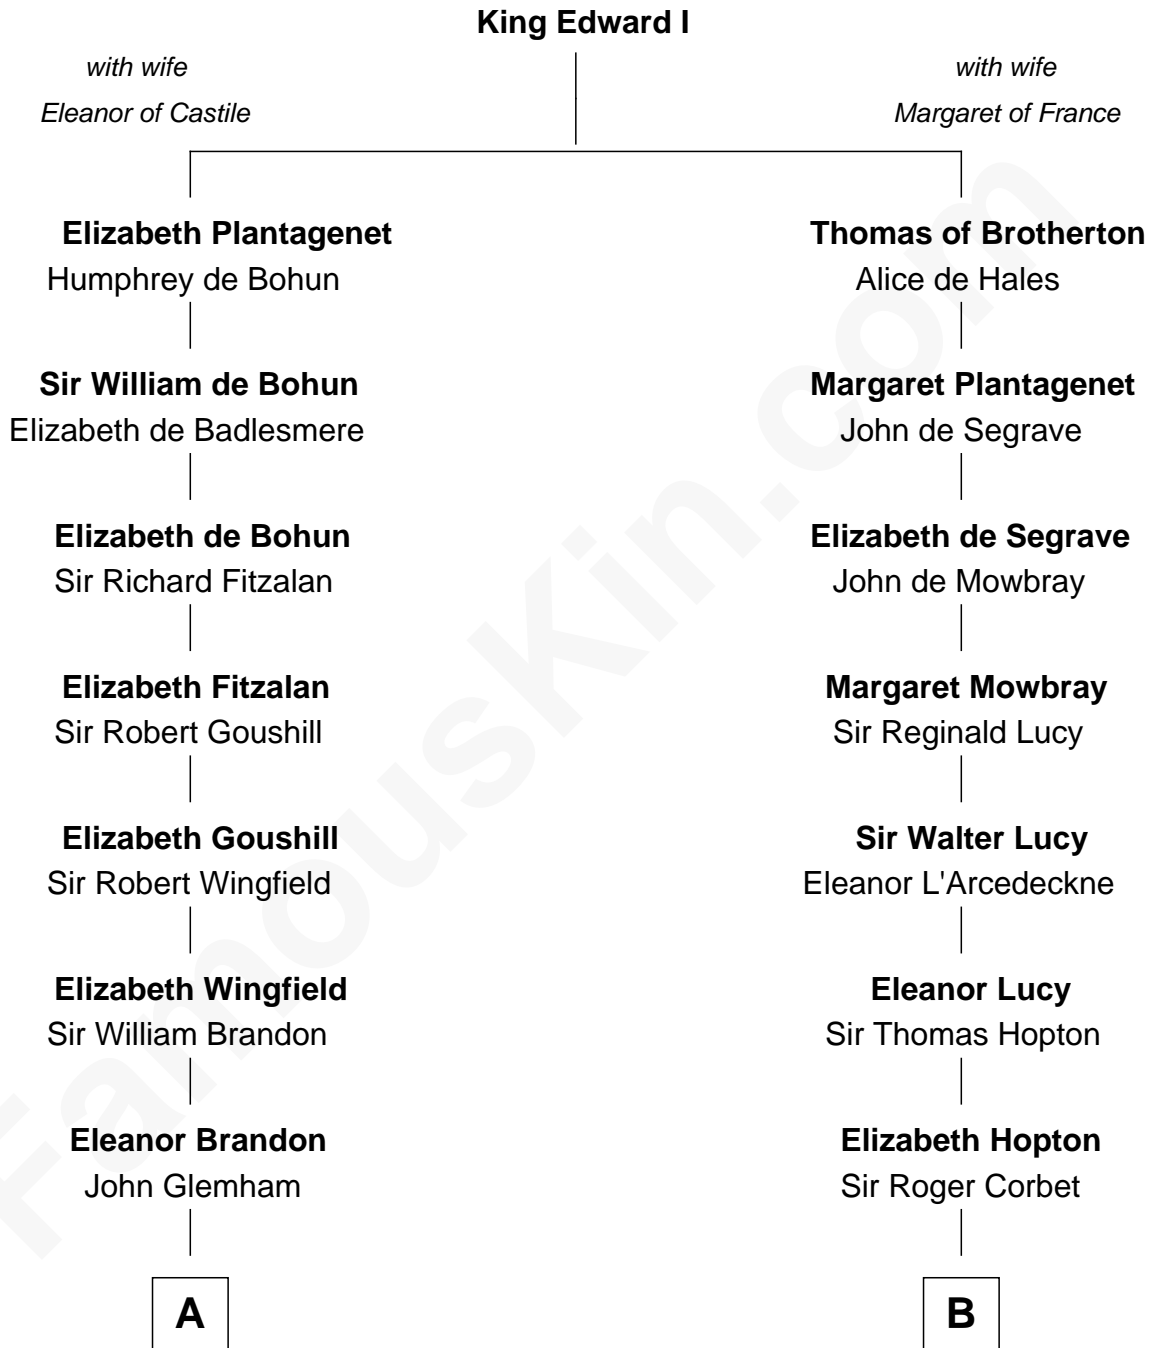 King Edward I
with wife
Eleanor of Castile
with wife
Margaret of France
Elizabeth Plantagenet
Humphrey de Bohun
Thomas of Brotherton
Alice de Hales
Sir William de Bohun
Elizabeth de Badlesmere
Margaret Plantagenet
John de Segrave
Elizabeth de Bohun
Sir Richard Fitzalan
Elizabeth de Segrave
John de Mowbray
Elizabeth Fitzalan
Sir Robert Goushill
Margaret Mowbray
Sir Reginald Lucy
Elizabeth Goushill
Sir Robert Wingfield
Sir Walter Lucy
Eleanor L'Arcedeckne
Elizabeth Wingfield
Sir William Brandon
Eleanor Lucy
Sir Thomas Hopton
Eleanor Brandon
John Glemham
Elizabeth Hopton
Sir Roger Corbet
A
B
FamousKin.com